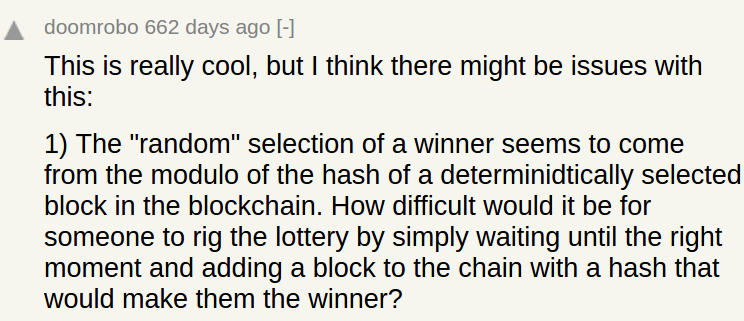 doomrobo 662 days ago [-]
This is really cool, but I think there might be issues with
this:
1) The "random" selection of a winner seems to come
from the modulo of the hash of a determinidtically selected
block in the blockchain. How difficult would it be for
someone to rig the lottery by simply waiting until the right
moment and adding a block to the chain with a hash that
would make them the winner?